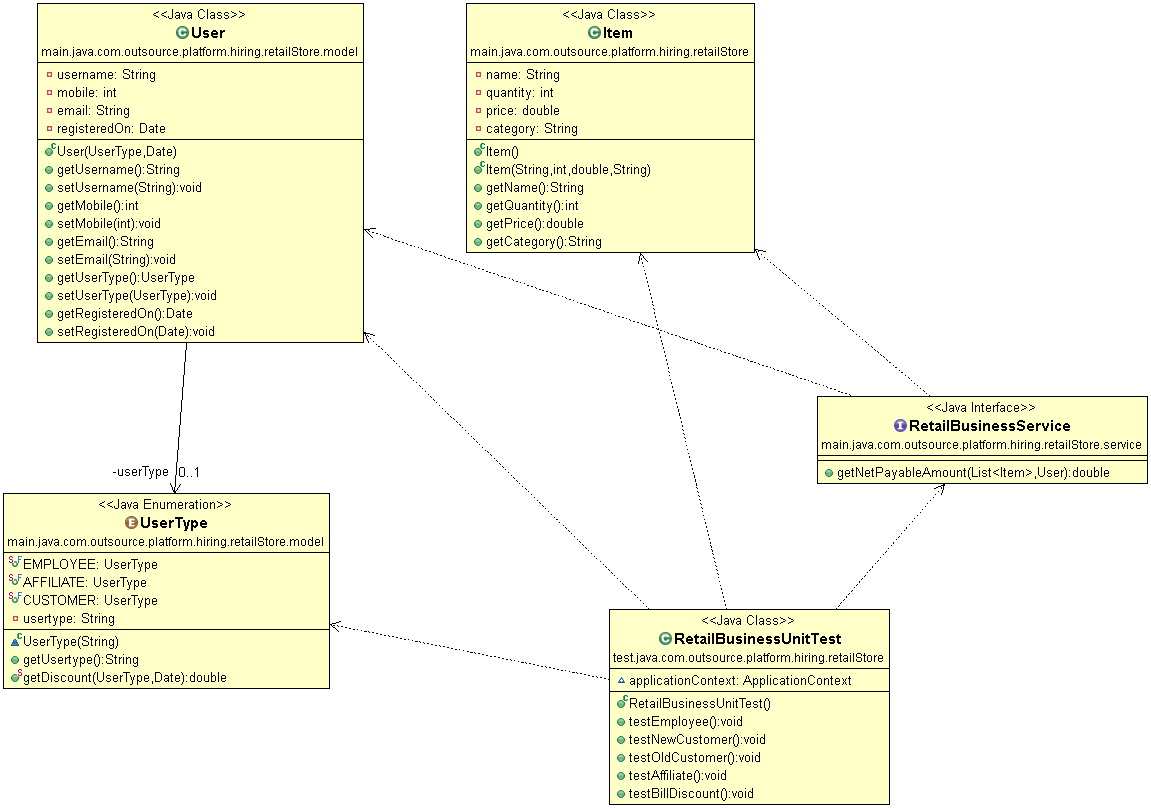 <<Java Class>>
User
main.java.com.outsource.platform.hiring.retailStore.model
username: String
mobile: int
email: String
registeredOn: Date
User(UserType,Date)
getUsername():String
setUsername(String):void
getMobile():int
setMobile(int):void
getEmail():String
setEmail(String):void
getUserType():UserType
setUserType(UserType):void
getRegisteredOn():Date
setRegisteredOn(Date):void
<<Java Class>>
Item
main.java.com.outsource.platform.hiring.retailStore
name: String
quantity: int
price: double
category: String
Item()
Item(String,int,double,String)
getName():String
getQuantity():int
getPrice():double
getCategory():String
<<Java Interface>>
RetailBusinessService
main.java.com.outsource.platform.hiring.retailStore.service
getNetPayableAmount(List<Item>,User):double
-userType 0..1
<<Java Enumeration>>
UserType
main.java.com.outsource.platform.hiring.retailStore.model
EMPLOYEE: UserType
AFFILIATE: UserType
CUSTOMER: UserType
usertype: String
UserType(String)
getUsertype():String
getDiscount(UserType,Date):double
<<Java Class>>
RetailBusinessUnitTest
test.java.com.outsource.platform.hiring.retailStore
applicationContext: ApplicationContext
RetailBusinessUnitTest()
testEmployee():void
testNewCustomer():void
testOldCustomer():void
testAffiliate():void
testBillDiscount():void